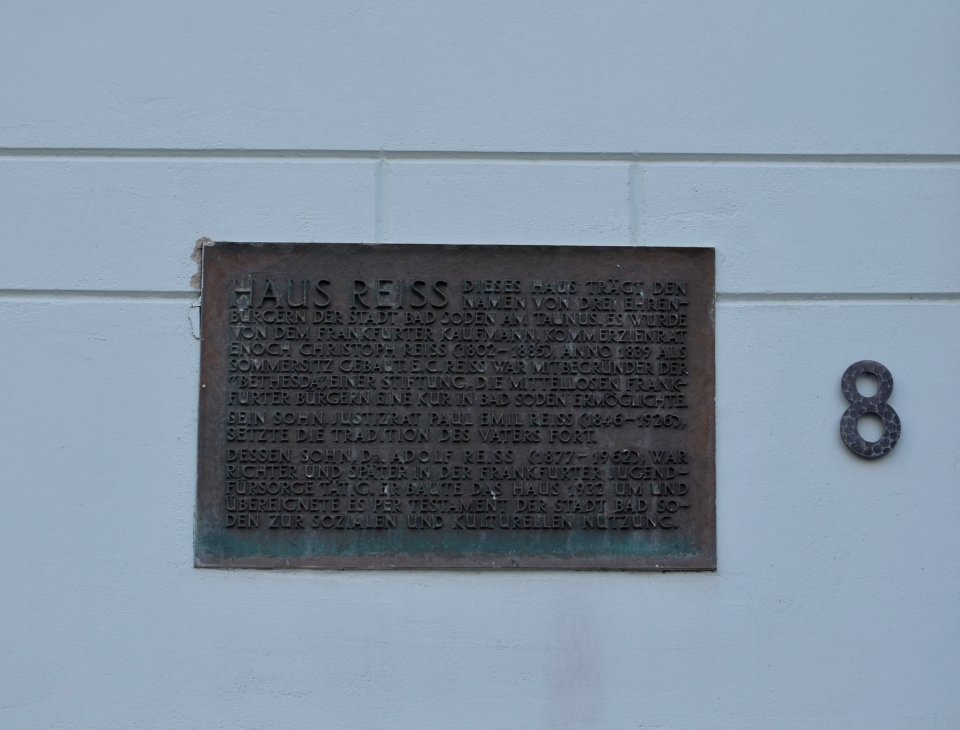 HAUS REISS DIESES HAUS TRÄGT DEN
NAMEN VON DREI EHREN-
BÜRGERN DER STADT BAD SODEN AM TAUNUS. ES WURDE
VON DEM FRANKFURTER KAUFMANN, KOMMERZIENRAT
ENOCH CHRISTOPH REISS (1802–1885), ANNO 1839 ALS
SOMMERSITZ GEBAUT. E.C. REISS WAR MITBEGRÜNDER DER
"BETHESDA", EINER STIFTUNG, DIE MITTELLOSEN FRANK-
FURTER BÜRGERN EINE KUR IN BAD SODEN ERMÖGLICHTE.
SEIN SOHN, JUSTIZRAT PAUL EMIL REISS (1846–1926),
SETZTE DIE TRADITION DES VATERS FORT.
DESSEN SOHN, DR. ADOLF REISS (1877–1962), WAR
RICHTER UND SPÄTER IN DER FRANKFURTER JUGEND-
FÜRSORGE TÄTIG. ER BAUTE DAS HAUS 1932 UM UND
ÜBEREIGNETE ES PER TESTAMENT DER STADT BAD SO-
DEN ZUR SOZIALEN UND KULTURELLEN NUTZUNG.
8